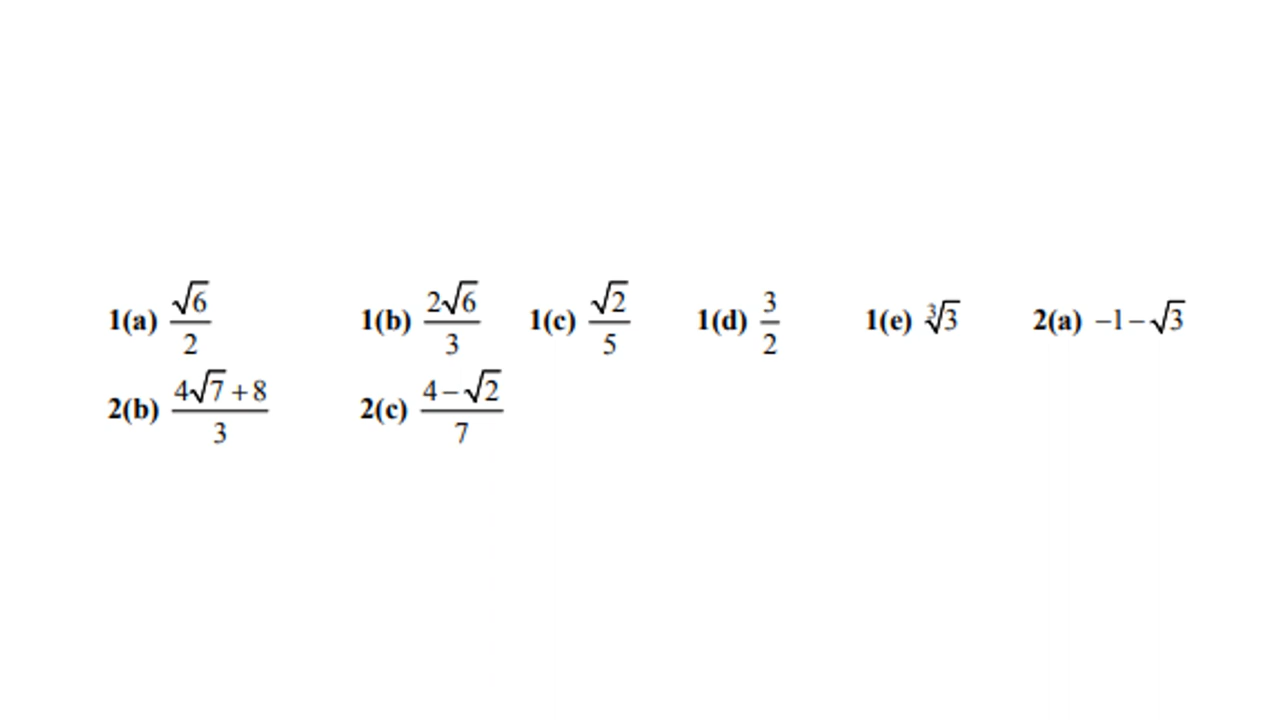 1(a) √6/2 1(b) 2√6/3 1(c) √2/5 1(d) 3/2 1(e) ∛3 2(a) −1−√3
2(b) (4√7+8)/3 2(c) (4−√2)/7